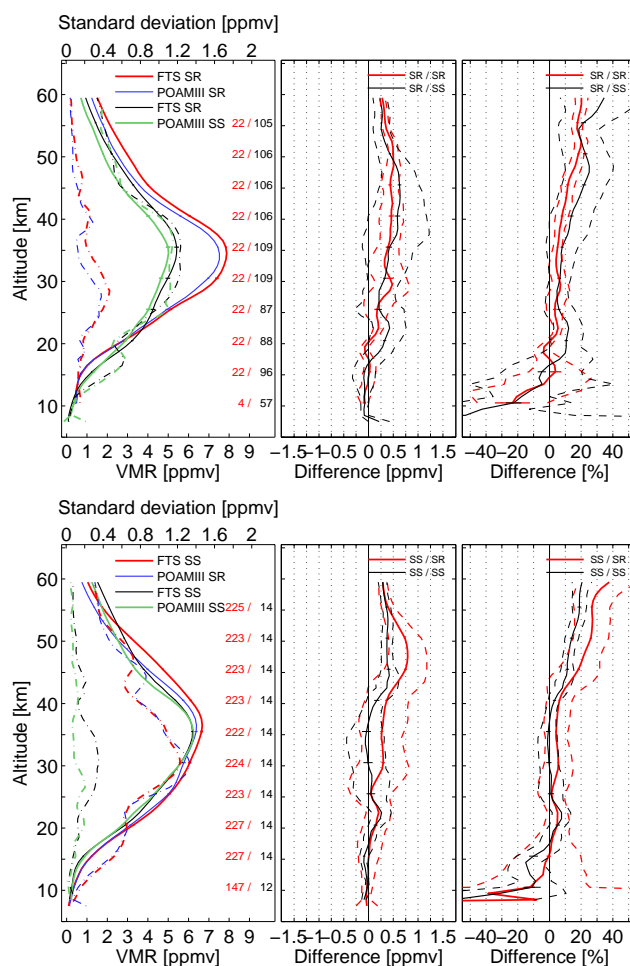 Standard deviation [ppmv]
0 0.4 0.8 1.2 1.6 2
FTS SR
POAMIII SR
FTS SR
POAMIII SS
SR / SR
SR / SS
SR / SR
SR / SS
60
50
40
30
20
10
Altitude [km]
22 / 105
22 / 106
22 / 106
22 / 106
22 / 109
22 / 109
22 / 87
22 / 88
22 / 96
4 / 57
0 1 2 3 4 5 6 7 8 9
VMR [ppmv]
−1.5 −1 −1 −0.5 0 0.5 1 1.5
Difference [ppmv]
−40 −20 0 20 40
Difference [%]
Standard deviation [ppmv]
0 0.4 0.8 1.2 1.6 2
FTS SS
POAMIII SR
FTS SS
POAMIII SS
SS / SR
SS / SS
SS / SR
SS / SS
60
50
40
30
20
10
Altitude [km]
225 / 14
223 / 14
223 / 14
223 / 14
222 / 14
224 / 14
223 / 14
227 / 14
227 / 14
147 / 12
0 1 2 3 4 5 6 7 8 9
VMR [ppmv]
−1.5 −1 −1 −0.5 0 0.5 1 1.5
Difference [ppmv]
−40 −20 0 20 40
Difference [%]